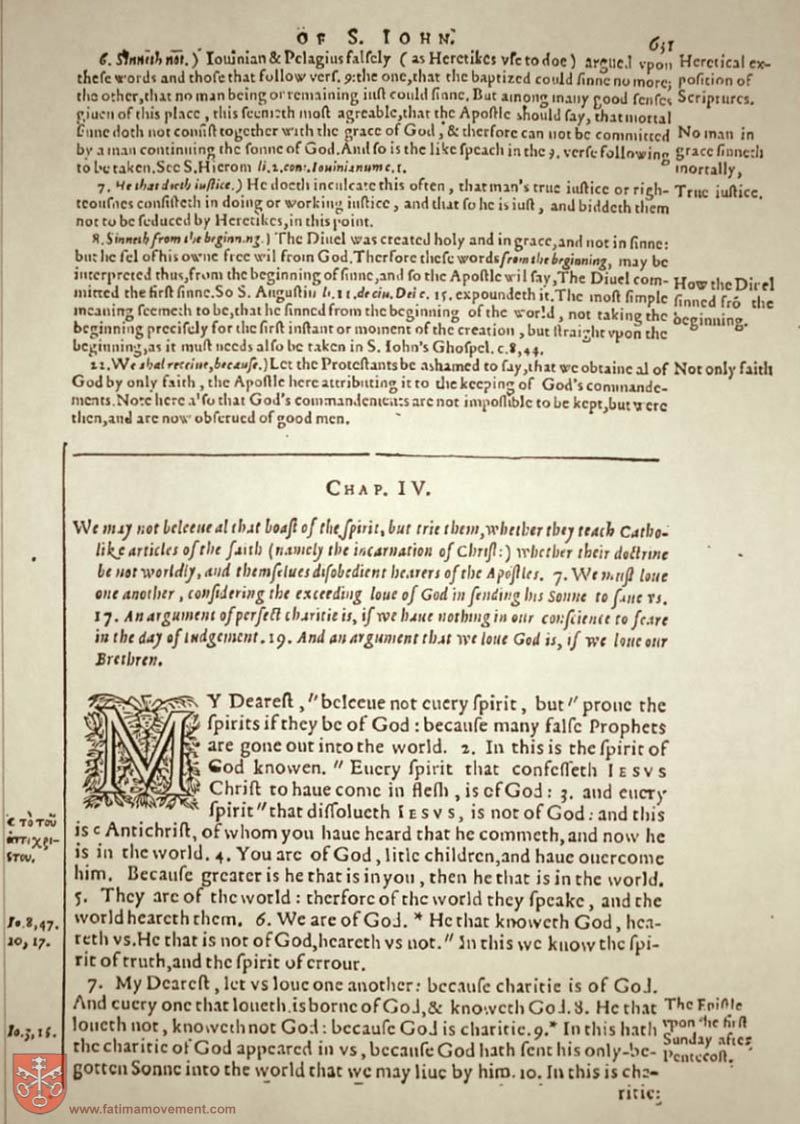 OF S. IOHN.
651
6. Sinneth not.) Iouinian & Pelagius falſely (as Heretikes vſe to doe) argue.l vpon
theſe words and thoſe that follow verſ. 9: the one, that the baptized could ſinne no more;
the other, that no man being or remaining iuſt could ſinne. But among many good ſenſes
giuen of this place, this ſeemeth moſt agreable, that the Apoſtle should ſay, that mortal
ſinne doth not conſiſt together with the grace of God, & therfore can not be committed
by a man continuing the ſonne of God. And ſo is the like ſpeach in the 9. verſe following
to be taken. See S. Hierom li. 2. cont. Iouinianum c. 1.
Heretical ex-
poſition of
Scriptures.
No man in
grace ſinneth
mortally,
7. He that doeth iuſtice.) He doeth inculcate this often, that man's true iuſtice or righ-
teouſnes conſiſteth in doing or working iuſtice, and that ſo he is iuſt, and biddeth them
not to be ſeduced by Heretikes, in this point.
True iuſtice.
8. Sinneth from the beginning.) The Diuel was created holy and in grace, and not in ſinne:
but he fel of his owne free wil from God. Therfore theſe words from the beginning, may be
interpreted thus, from the beginning of ſinne, and ſo the Apoſtle wil ſay, The Diuel com-
mitted the firſt ſinne. So S. Auguſtin li. 11. de ciu. Dei c. 15. expoundeth it. The moſt ſimple
meaning ſeemeth to be, that he ſinned from the beginning of the world, not taking the
beginning preciſely for the firſt inſtant or moment of the creation, but ſtraight vpon the
beginning, as it muſt needs alſo be taken in S. Iohn's Ghoſpel. c. 8, 44.
How the Diuel
ſinned frō the
beginning.
22. We shal receiue, becauſe.) Let the Proteſtants be ashamed to ſay, that we obtaine al of
God by only faith, the Apoſtle here attributing it to the keeping of God's commande-
ments. Note here alſo that God's commandements are not impoſſible to be kept, but were
then, and are now obſerued of good men.
Not only faith
CHAP. IV.
We may not beleeue al that boaſt of the ſpirit, but trie them, whether they teach Catho-
like articles of the faith (namely the incarnation of Chriſt:) whether their doctrine
be not worldly, and themſelues diſobedient hearers of the Apoſtles. 7. We muſt loue
one another, conſidering the exceeding loue of God in ſending his Sonne to ſaue vs.
17. An argument of perfect charitie is, if we haue nothing in our conſcience to feare
in the day of iudgement. 19. And an argument that we loue God is, if we loue our
Brethren.
MY Deareſt, "beleeue not euery ſpirit, but" proue the
ſpirits if they be of God: becauſe many falſe Prophets
are gone out into the world. 2. In this is the ſpirit of
God knowen. "Euery ſpirit that confeſſeth IESVS
Chriſt to haue come in flesh, is of God: 3. and euery
ſpirit "that diſſolueth IESVS, is not of God: and this
is c Antichriſt, of whom you haue heard that he commeth, and now he
is in the world. 4. You are of God, litle children, and haue ouercome
him. Becauſe greater is he that is in you, then he that is in the world.
5. They are of the world: therfore of the world they ſpeake, and the
world heareth them. 6. We are of God. * He that knoweth God, hea-
reth vs. He that is not of God, heareth vs not. "In this we know the ſpi-
rit of truth, and the ſpirit of errour.
c τὸ τοῦ
ἀντιχρί-
στου.
Io. 8, 47.
10, 17.
7. My Deareſt, let vs loue one another: becauſe charitie is of God.
And euery one that loueth, is borne of God, & knoweth God. 8. He that
loueth not, knoweth not God: becauſe God is charitie. 9. * In this hath
the charitie of God appeared in vs, becauſe God hath ſent his only-be-
gotten Sonne into the world that we may liue by him. 10. In this is cha-
ritie:
Io. 3, 16.
The Epiſtle
vpon the firſt
Sunday after
Pentecoſt.
www.fatimamovement.com